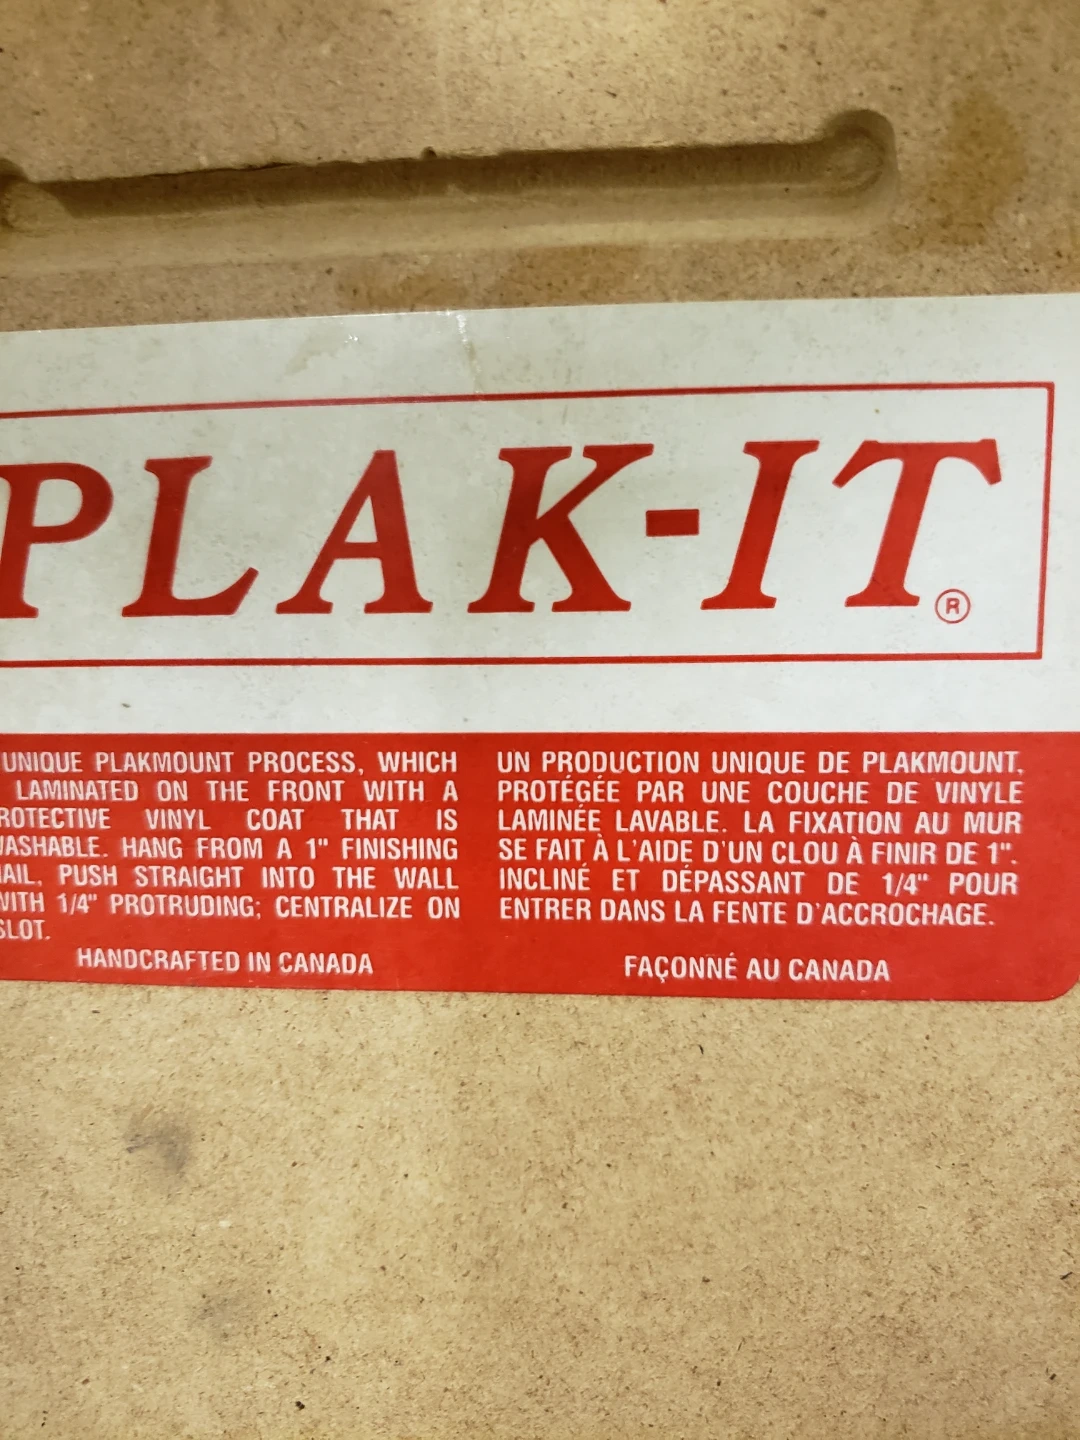 PLAK-IT®
UNIQUE PLAKMOUNT PROCESS, WHICH
LAMINATED ON THE FRONT WITH A
ROTECTIVE VINYL COAT THAT IS
WASHABLE. HANG FROM A 1" FINISHING
NAIL, PUSH STRAIGHT INTO THE WALL
WITH 1/4" PROTRUDING; CENTRALIZE ON
SLOT.
HANDCRAFTED IN CANADA
UN PRODUCTION UNIQUE DE PLAKMOUNT,
PROTÉGÉE PAR UNE COUCHE DE VINYLE
LAMINÉE LAVABLE. LA FIXATION AU MUR
SE FAIT À L'AIDE D'UN CLOU À FINIR DE 1".
INCLINÉ ET DÉPASSANT DE 1/4" POUR
ENTRER DANS LA FENTE D'ACCROCHAGE.
FAÇONNÉ AU CANADA